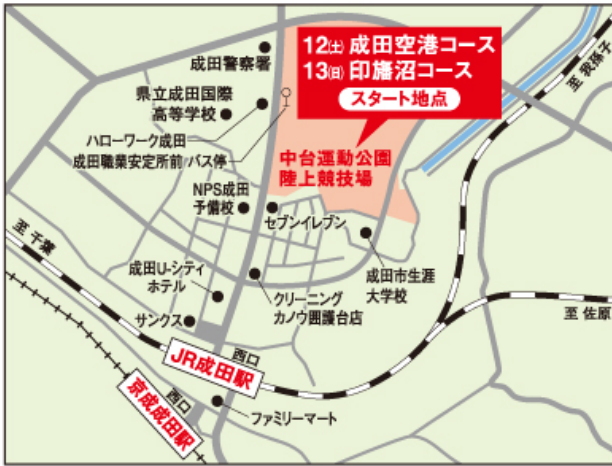 12(土) 成田空港コース
13(日) 印旛沼コース
スタート地点
成田警察署
県立成田国際
高等学校
ハローワーク成田
成田職業安定所前 バス停
中台運動公園
陸上競技場
至 我孫子
NPS成田
予備校
セブンイレブン
至 千葉
成田U-シティ
ホテル
成田市生涯
大学校
クリーニング
カノウ囲護台店
サンクス
至 佐原
西口
JR成田駅
西口
京成成田駅
ファミリーマート